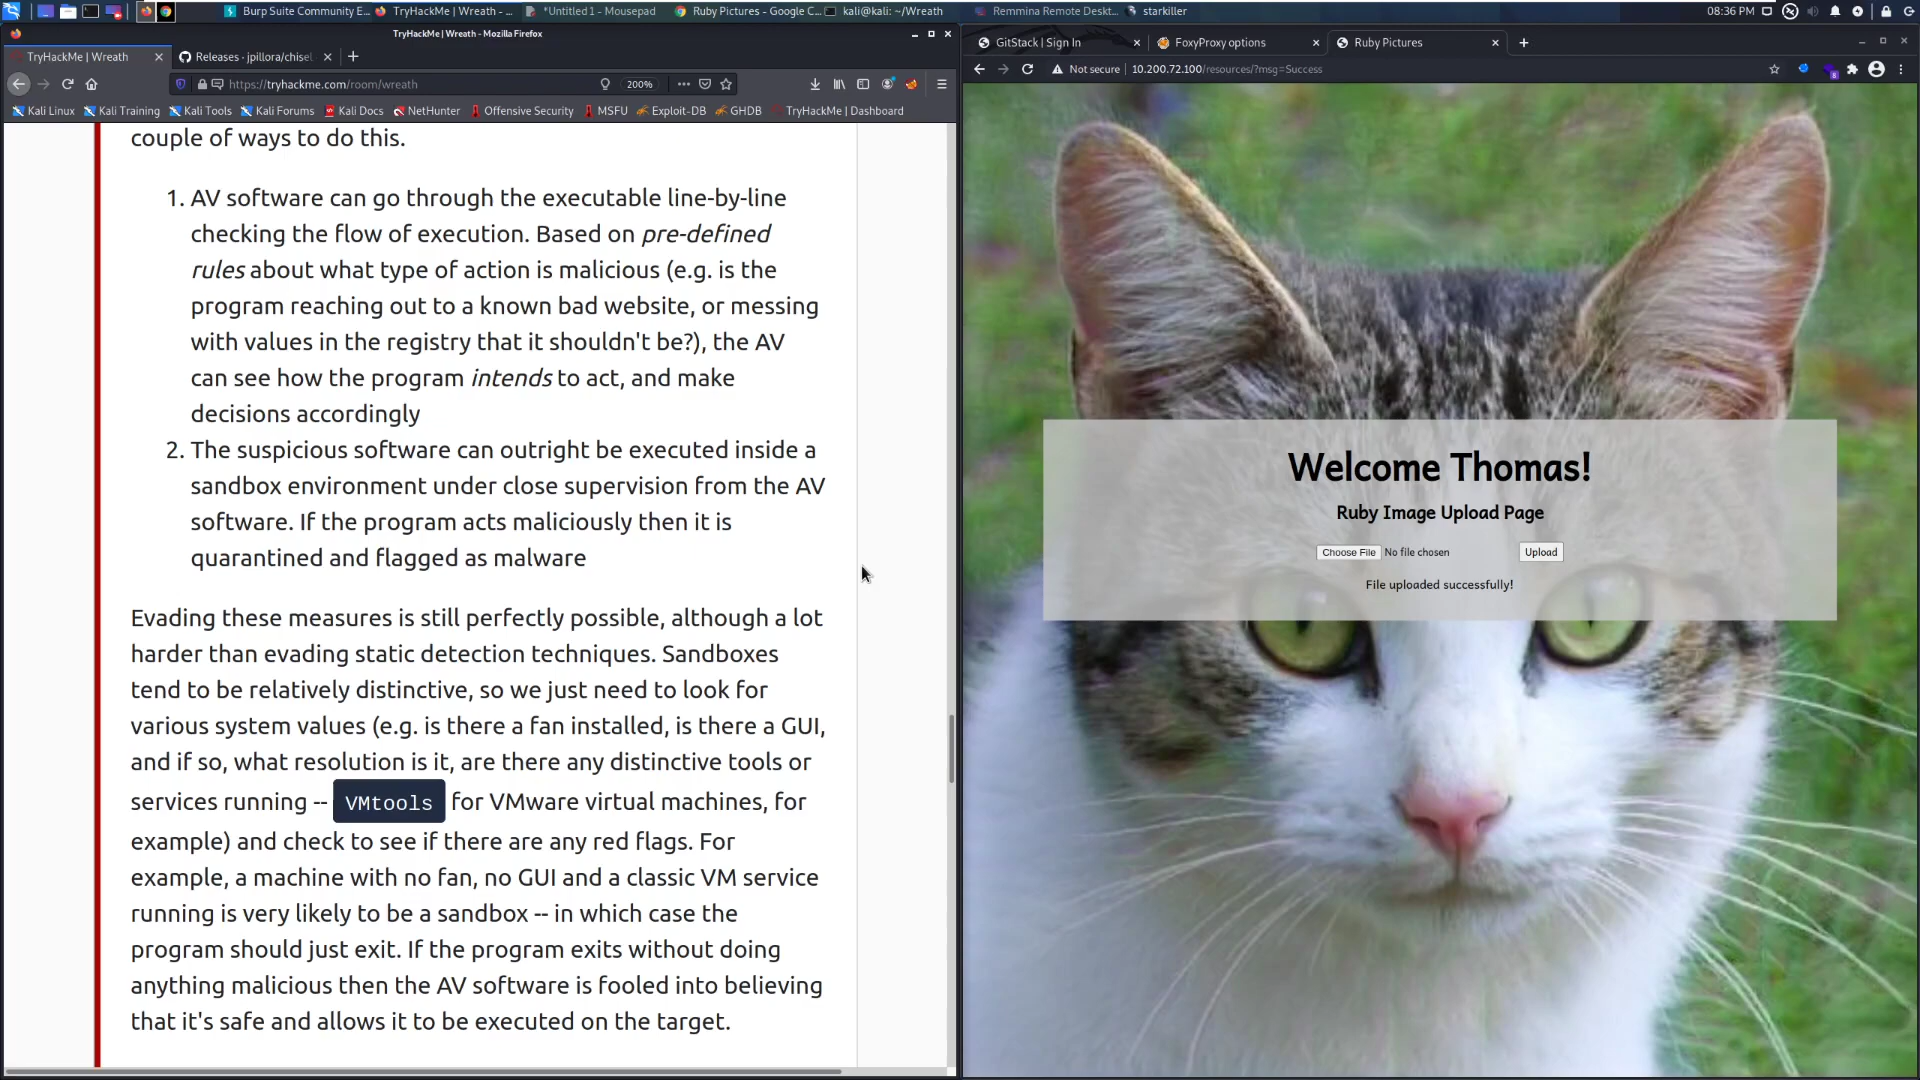 Burp Suite Community E...
TryHackMe | Wreath - ...
*Untitled 1 - Mousepad
Ruby Pictures - Google C...
kali@kali: ~/Wreath
Remmina Remote Deskt...
starkiller
08:36 PM
TryHackMe | Wreath - Mozilla Firefox
TryHackMe | Wreath
Releases - jpillora/chisel
https://tryhackme.com/room/wreath
200%
Kali Linux
Kali Training
Kali Tools
Kali Forums
Kali Docs
NetHunter
Offensive Security
MSFU
Exploit-DB
GHDB
TryHackMe | Dashboard
couple of ways to do this.
1. AV software can go through the executable line-by-line
checking the flow of execution. Based on pre-defined
rules about what type of action is malicious (e.g. is the
program reaching out to a known bad website, or messing
with values in the registry that it shouldn't be?), the AV
can see how the program intends to act, and make
decisions accordingly
2. The suspicious software can outright be executed inside a
sandbox environment under close supervision from the AV
software. If the program acts maliciously then it is
quarantined and flagged as malware
Evading these measures is still perfectly possible, although a lot
harder than evading static detection techniques. Sandboxes
tend to be relatively distinctive, so we just need to look for
various system values (e.g. is there a fan installed, is there a GUI,
and if so, what resolution is it, are there any distinctive tools or
services running -- VMtools for VMware virtual machines, for
example) and check to see if there are any red flags. For
example, a machine with no fan, no GUI and a classic VM service
running is very likely to be a sandbox -- in which case the
program should just exit. If the program exits without doing
anything malicious then the AV software is fooled into believing
that it's safe and allows it to be executed on the target.
GitStack | Sign In
FoxyProxy options
Ruby Pictures
Not secure
10.200.72.100/resources/?msg=Success
Welcome Thomas!
Ruby Image Upload Page
Choose File No file chosen Upload
File uploaded successfully!